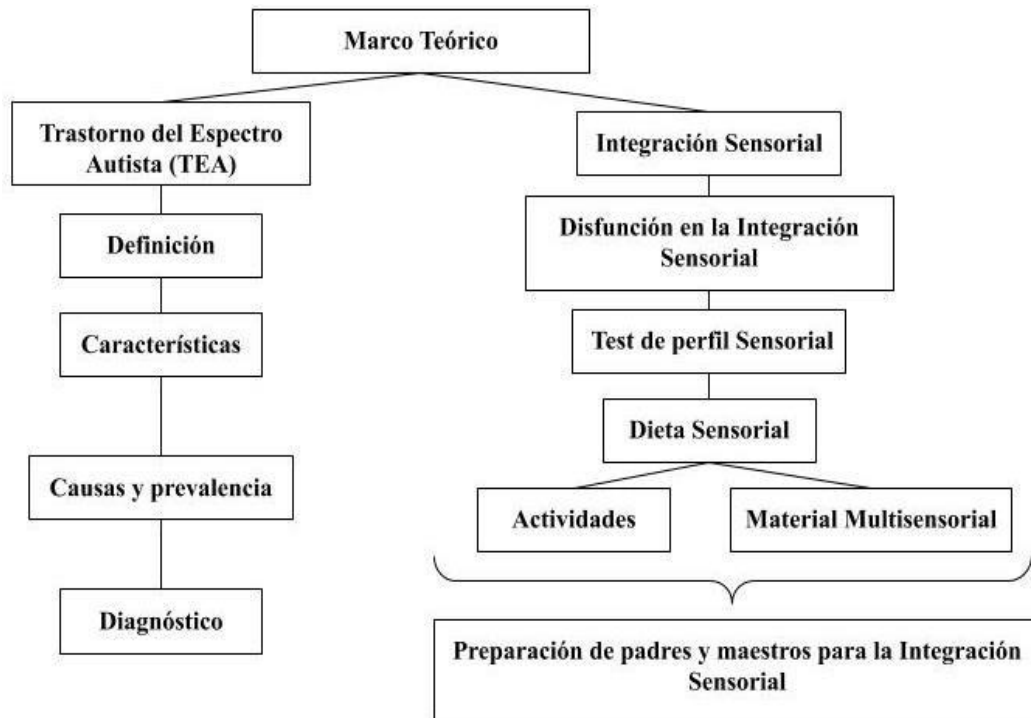 Marco Teórico
Trastorno del Espectro
Autista (TEA)
Definición
Características
Causas y prevalencia
Diagnóstico
Integración Sensorial
Disfunción en la Integración
Sensorial
Test de perfil Sensorial
Dieta Sensorial
Actividades
Material Multisensorial
Preparación de padres y maestros para la Integración
Sensorial